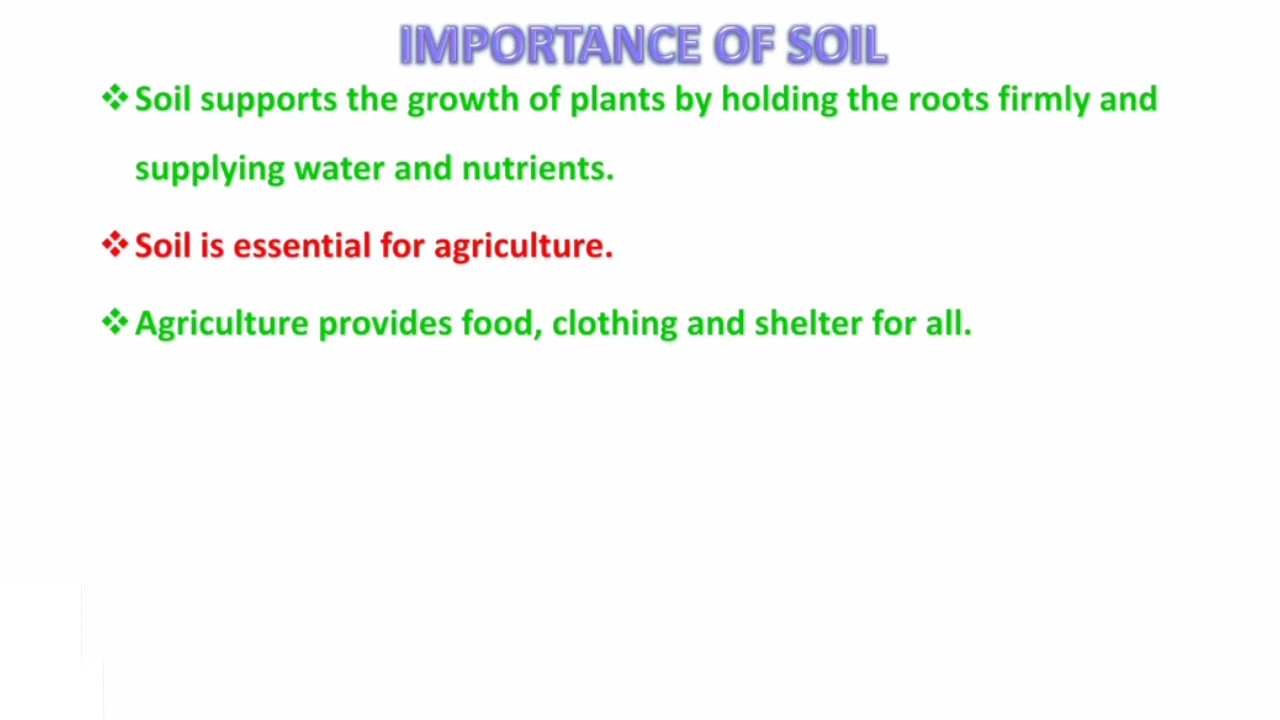 IMPORTANCE OF SOIL
❖Soil supports the growth of plants by holding the roots firmly and
supplying water and nutrients.
❖Soil is essential for agriculture.
❖Agriculture provides food, clothing and shelter for all.